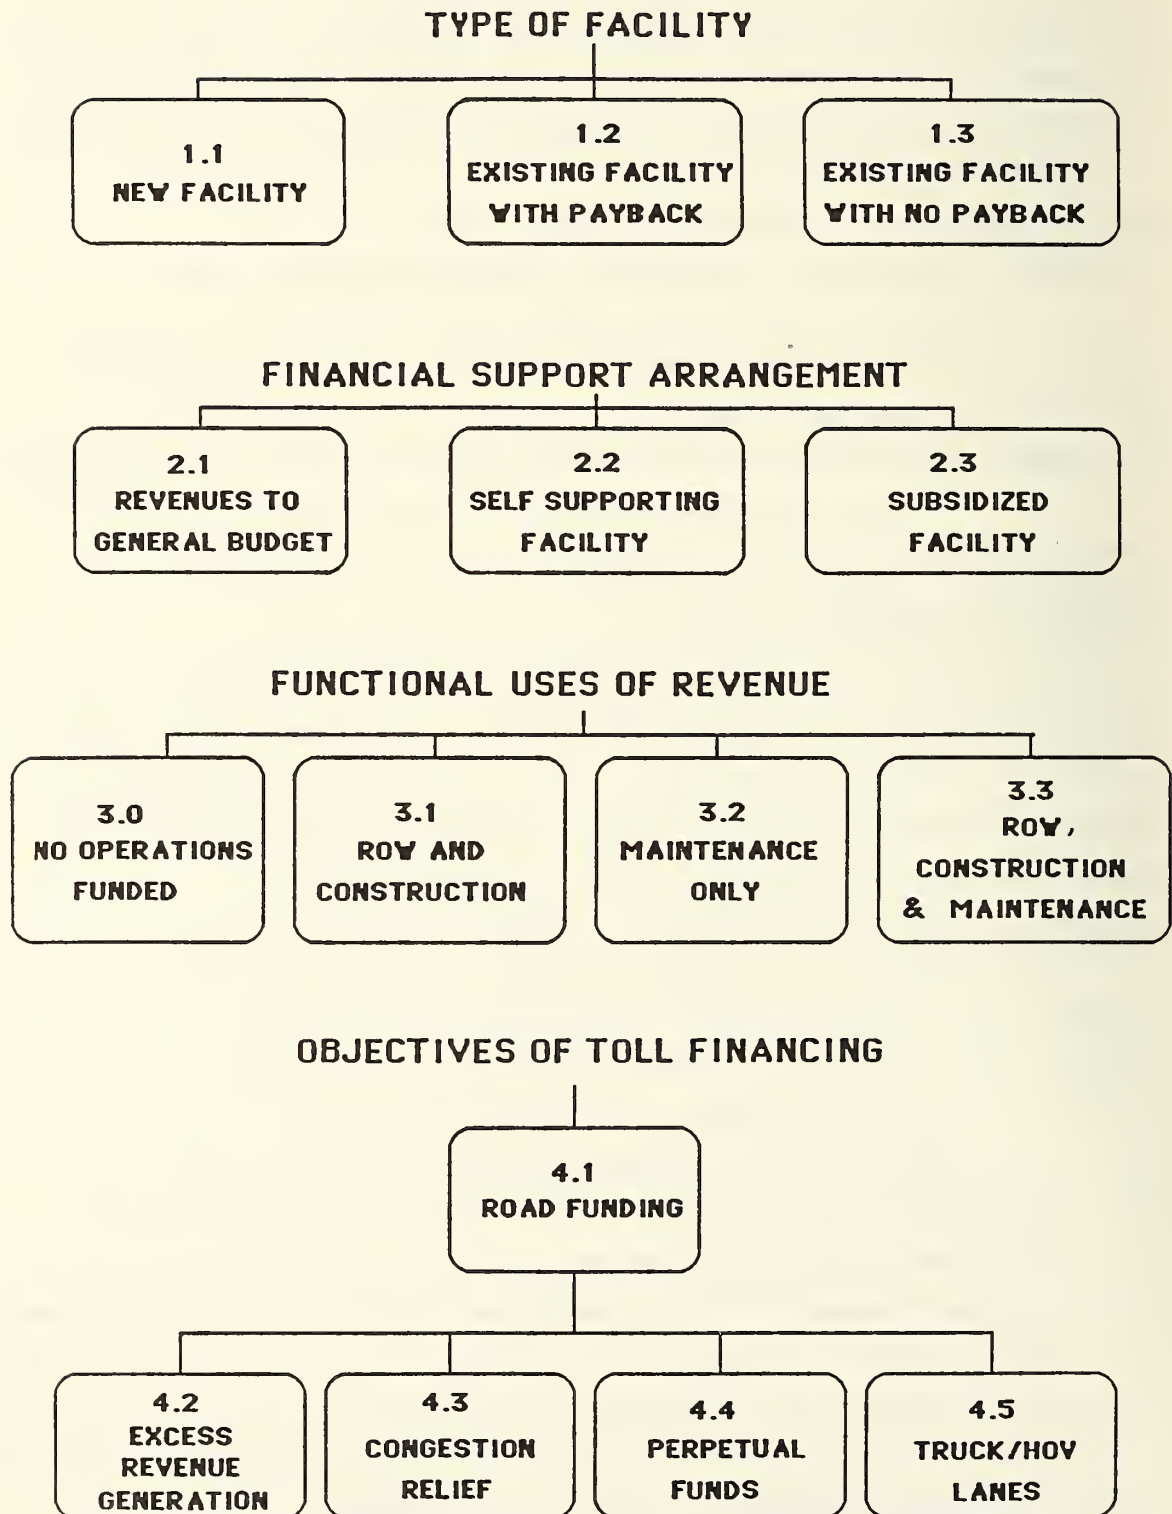 TYPE OF FACILITY
1.1
NEW FACILITY
1.2
EXISTING FACILITY
WITH PAYBACK
1.3
EXISTING FACILITY
WITH NO PAYBACK
FINANCIAL SUPPORT ARRANGEMENT
2.1
REVENUES TO
GENERAL BUDGET
2.2
SELF SUPPORTING
FACILITY
2.3
SUBSIDIZED
FACILITY
FUNCTIONAL USES OF REVENUE
3.0
NO OPERATIONS
FUNDED
3.1
ROW AND
CONSTRUCTION
3.2
MAINTENANCE
ONLY
3.3
ROW,
CONSTRUCTION
& MAINTENANCE
OBJECTIVES OF TOLL FINANCING
4.1
ROAD FUNDING
4.2
EXCESS
REVENUE
GENERATION
4.3
CONGESTION
RELIEF
4.4
PERPETUAL
FUNDS
4.5
TRUCK/HOV
LANES